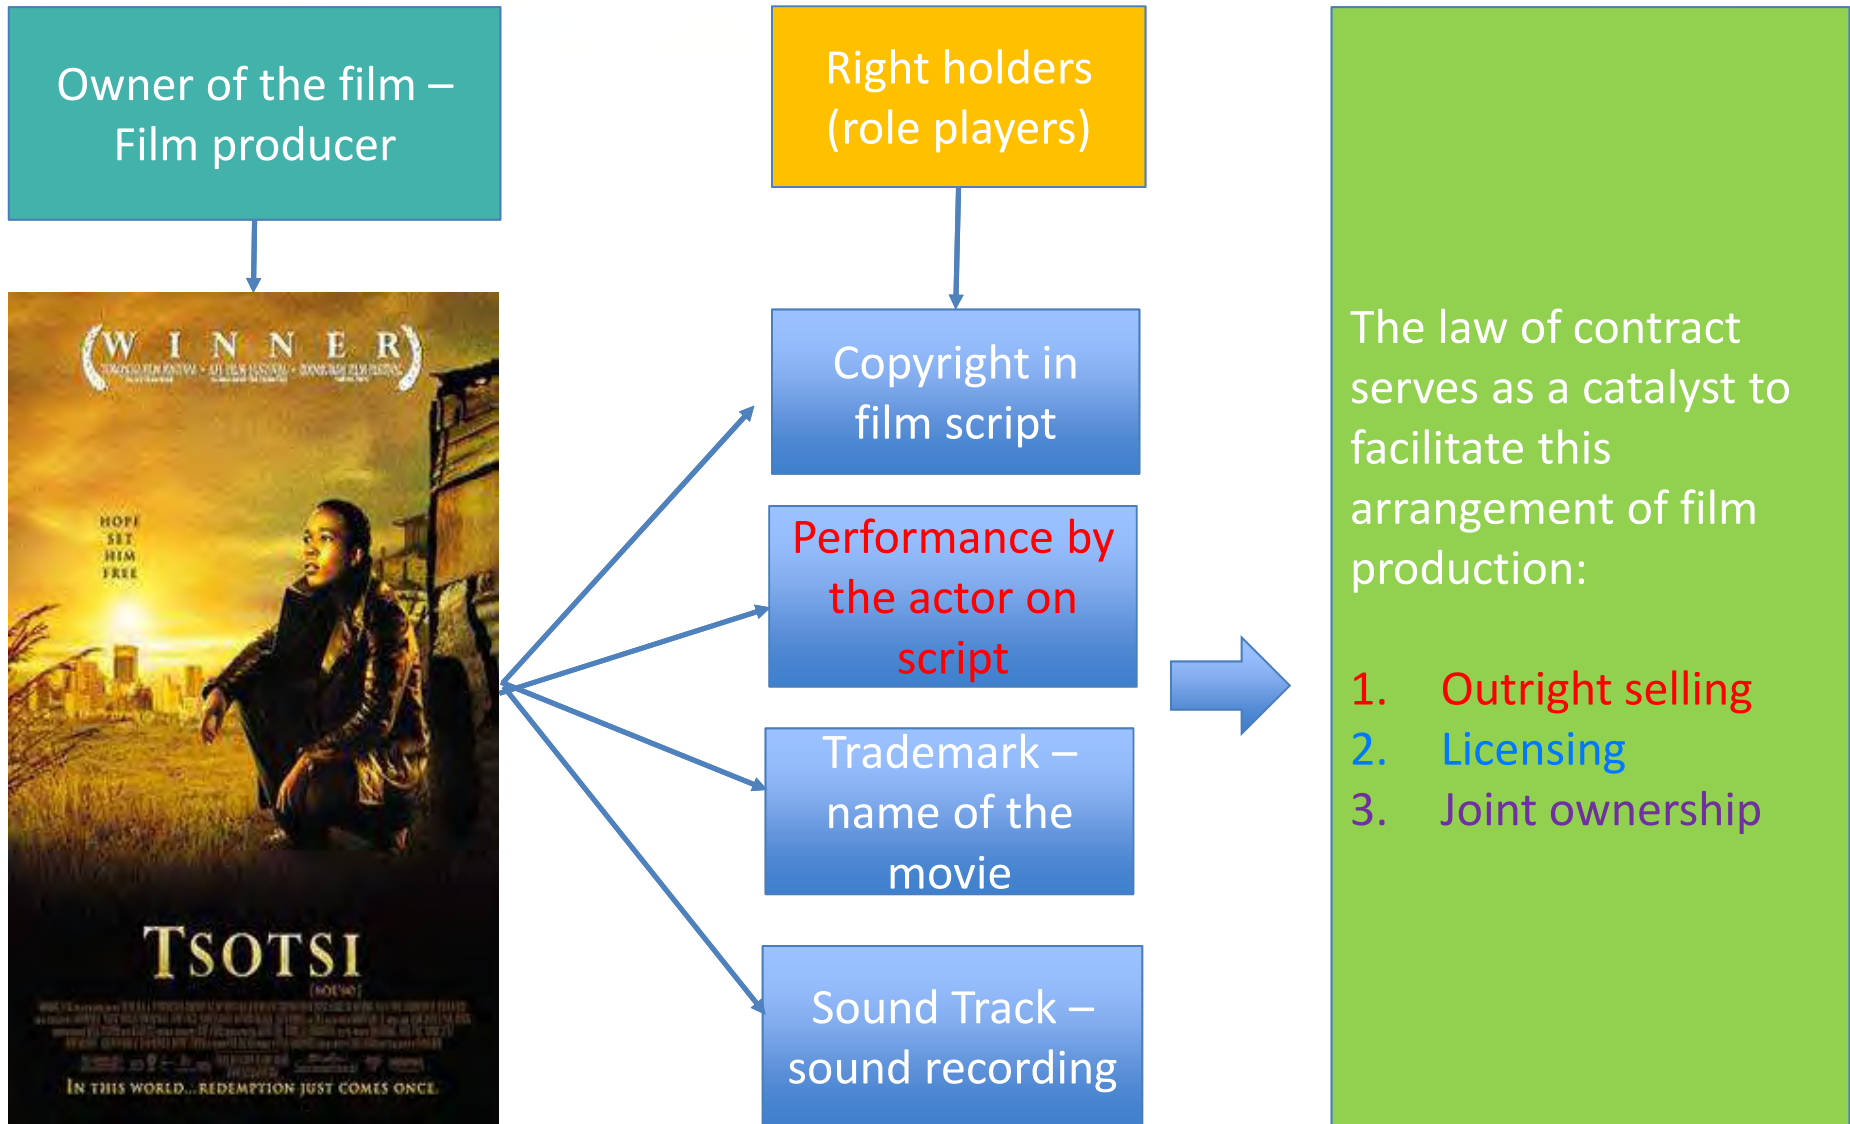 Owner of the film –
Film producer
Right holders
(role players)
WINNER
HOPE
SET
HIM
FREE
TSOTSI
IN THIS WORLD...REDEMPTION JUST COMES ONCE.
Copyright in
film script
Performance by
the actor on
script
Trademark –
name of the
movie
Sound Track –
sound recording
The law of contract
serves as a catalyst to
facilitate this
arrangement of film
production:
1. Outright selling
2. Licensing
3. Joint ownership